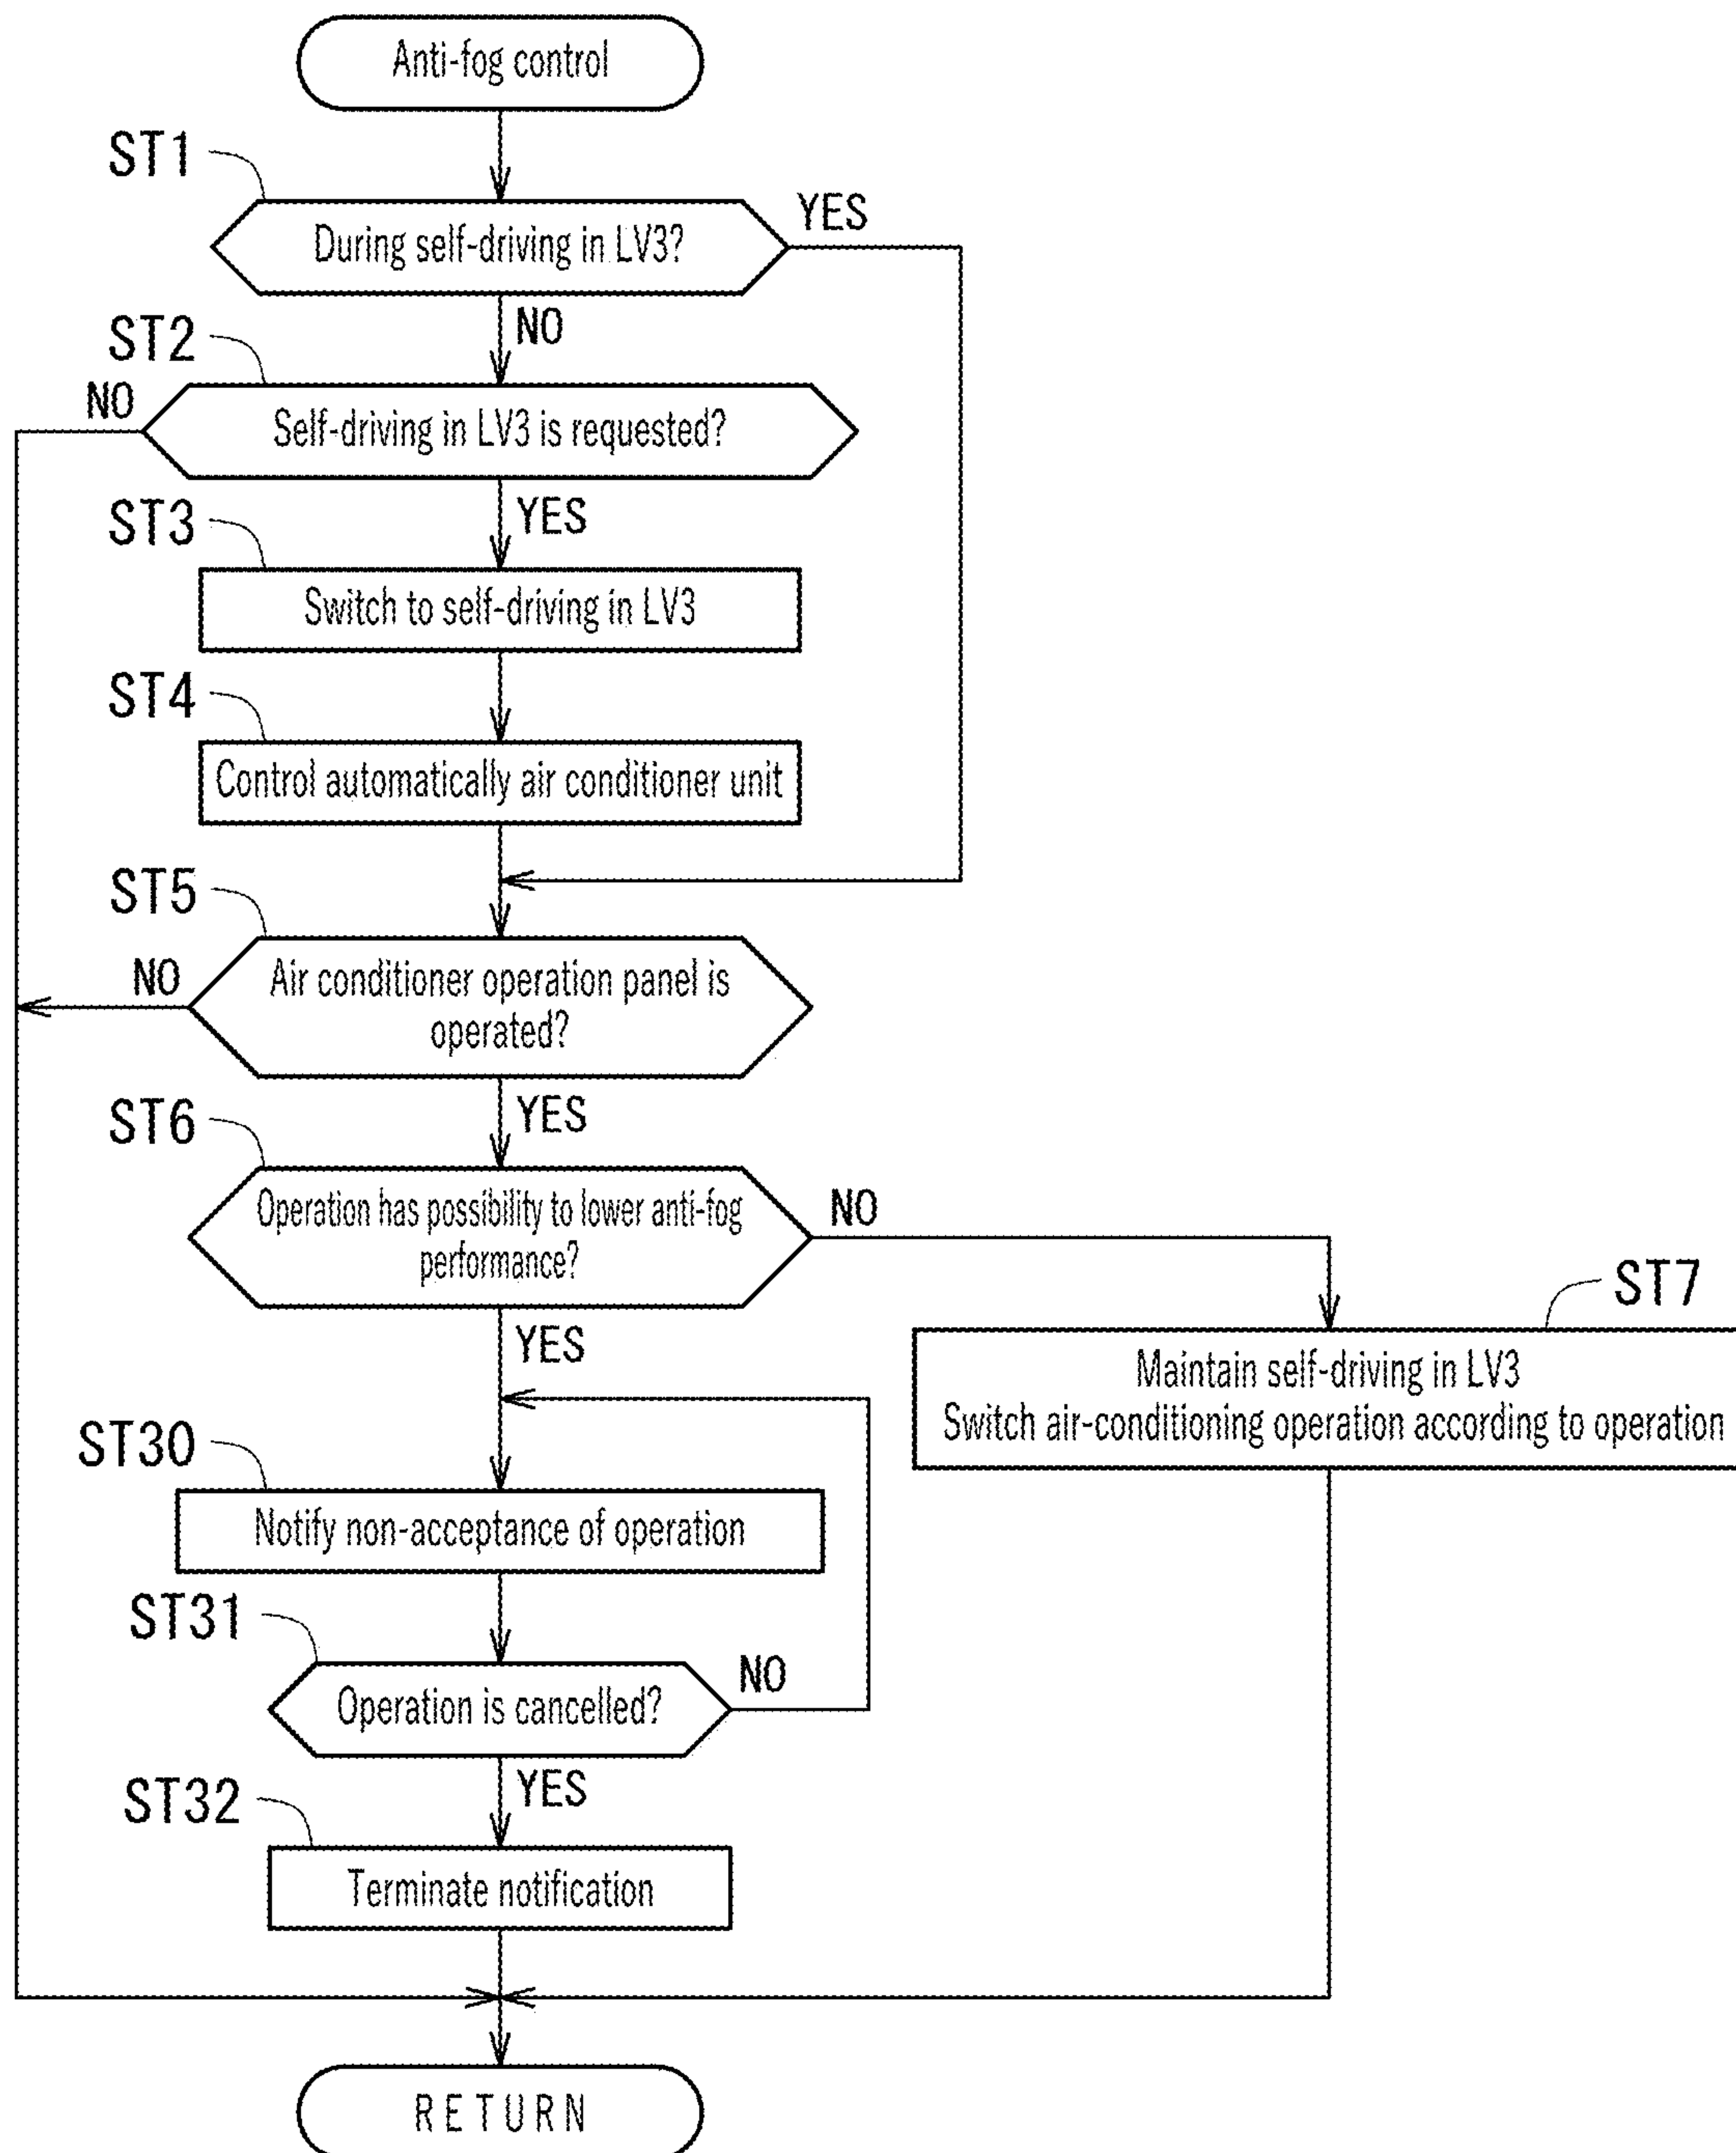 Anti-fog control
ST1
During self-driving in LV3?
YES
NO
ST2
NO
Self-driving in LV3 is requested?
YES
ST3
Switch to self-driving in LV3
ST4
Control automatically air conditioner unit
ST5
NO
Air conditioner operation panel is
operated?
YES
ST6
Operation has possibility to lower anti-fog
performance?
NO
YES
ST7
Maintain self-driving in LV3
Switch air-conditioning operation according to operation
ST30
Notify non-acceptance of operation
ST31
Operation is cancelled?
NO
YES
ST32
Terminate notification
RETURN